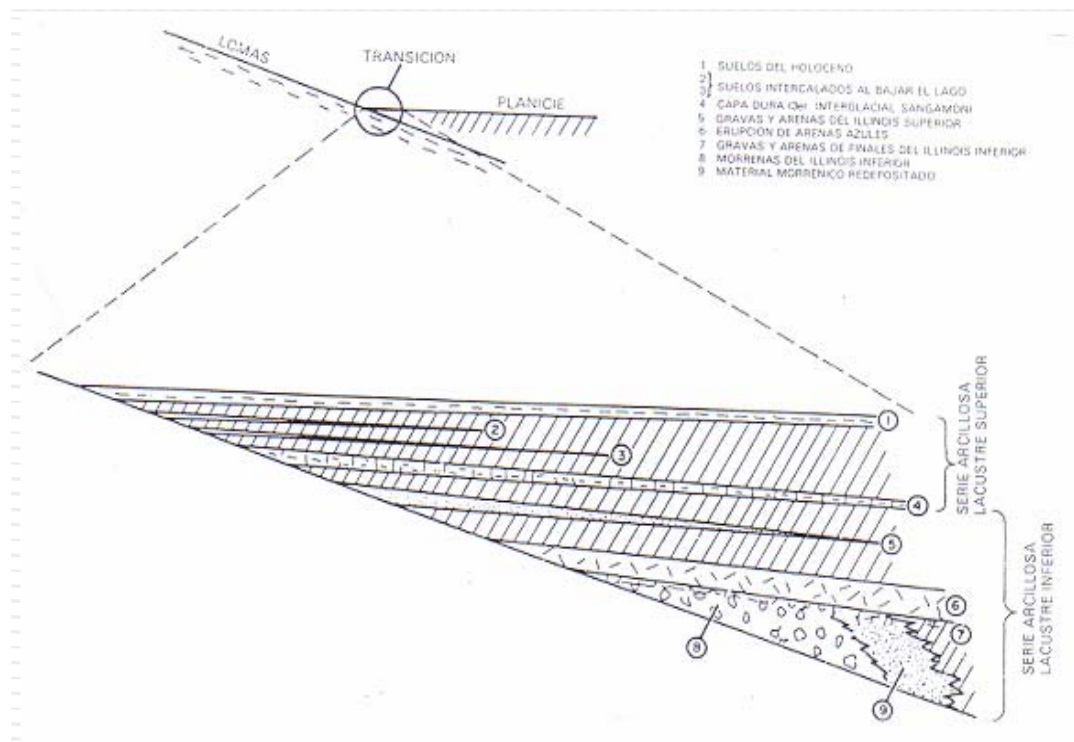 LOMAS
TRANSICION
PLANICIE
1 SUELOS DEL HOLOCENO
2
3 SUELOS INTERCALADOS AL BAJAR EL LAGO
4 CAPA DURA (Del INTERGLACIAL SANGAMON)
5 GRAVAS Y ARENAS DEL ILLINOIS SUPERIOR
6 ERUPCION DE ARENAS AZULES
7 GRAVAS Y ARENAS DE FINALES DEL ILLINOIS INFERIOR
8 MORRENAS DEL ILLINOIS INFERIOR
9 MATERIAL MORRENICO REDEPOSITADO
1
2
3
4
5
6
7
8
9
SERIE ARCILLOSA
LACUSTRE SUPERIOR
SERIE ARCILLOSA
LACUSTRE INFERIOR